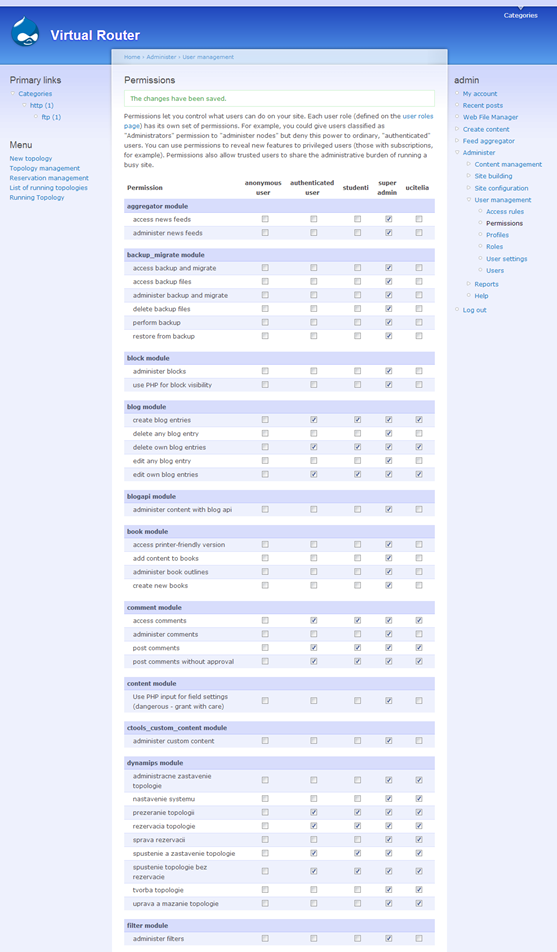 Categories
Virtual Router
Home › Administer › User management
Primary links
Categories
http (1)
ftp (1)
Menu
New topology
Topology management
Reservation management
List of running topologies
Running Topology
Permissions
The changes have been saved.
Permissions let you control what users can do on your site. Each user role (defined on the user roles
page) has its own set of permissions. For example, you could give users classified as
"Administrators" permission to "administer nodes" but deny this power to ordinary, "authenticated"
users. You can use permissions to reveal new features to privileged users (those with subscriptions,
for example). Permissions also allow trusted users to share the administrative burden of running a
busy site.
Permission anonymous user authenticated user studenti super admin ucitelia
aggregator module
access news feeds
administer news feeds
backup_migrate module
access backup and migrate
access backup files
administer backup and migrate
delete backup files
perform backup
restore from backup
block module
administer blocks
use PHP for block visibility
blog module
create blog entries
delete any blog entry
delete own blog entries
edit any blog entry
edit own blog entries
blogapi module
administer content with blog api
book module
access printer-friendly version
add content to books
administer book outlines
create new books
comment module
access comments
administer comments
post comments
post comments without approval
content module
Use PHP input for field settings
(dangerous - grant with care)
ctools_custom_content module
administer custom content
dynamips module
administracne zastavenie
topologie
nastavenie systemu
prezeranie topologii
rezervacia topologie
sprava rezervacii
spustenie a zastavenie topologie
spustenie topologie bez
rezervacie
tvorba topologie
uprava a mazanie topologie
filter module
administer filters
admin
My account
Recent posts
Web File Manager
Create content
Feed aggregator
Administer
Content management
Site building
Site configuration
User management
Access rules
Permissions
Profiles
Roles
User settings
Users
Reports
Help
Log out